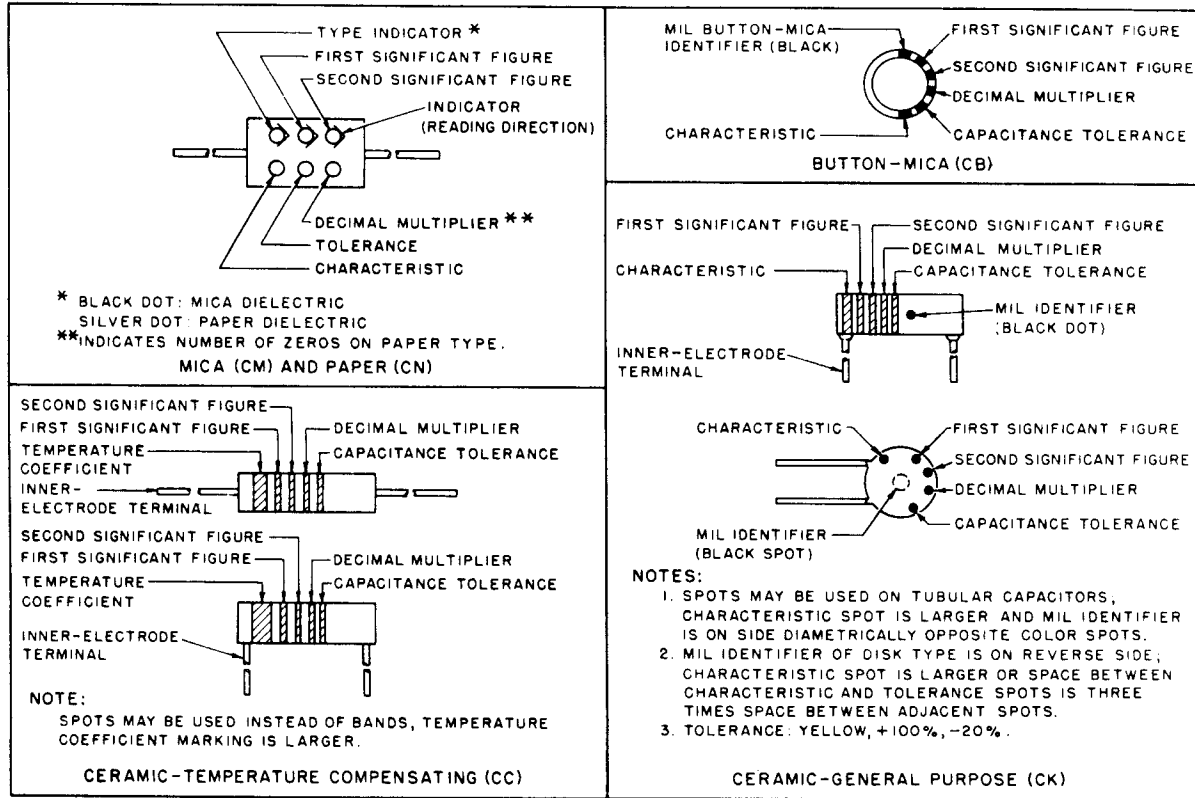 TYPE INDICATOR *
FIRST SIGNIFICANT FIGURE
SECOND SIGNIFICANT FIGURE
INDICATOR
(READING DIRECTION)
DECIMAL MULTIPLIER **
TOLERANCE
CHARACTERISTIC
* BLACK DOT: MICA DIELECTRIC
SILVER DOT: PAPER DIELECTRIC
**INDICATES NUMBER OF ZEROS ON PAPER TYPE.
MICA (CM) AND PAPER (CN)
MIL BUTTON-MICA
IDENTIFIER (BLACK)
FIRST SIGNIFICANT FIGURE
SECOND SIGNIFICANT FIGURE
DECIMAL MULTIPLIER
CHARACTERISTIC
CAPACITANCE TOLERANCE
BUTTON-MICA (CB)
SECOND SIGNIFICANT FIGURE
FIRST SIGNIFICANT FIGURE
DECIMAL MULTIPLIER
TEMPERATURE
COEFFICIENT
CAPACITANCE TOLERANCE
INNER-
ELECTRODE TERMINAL
SECOND SIGNIFICANT FIGURE
FIRST SIGNIFICANT FIGURE
DECIMAL MULTIPLIER
TEMPERATURE
COEFFICIENT
CAPACITANCE TOLERANCE
INNER-ELECTRODE
TERMINAL
NOTE:
SPOTS MAY BE USED INSTEAD OF BANDS, TEMPERATURE
COEFFICIENT MARKING IS LARGER.
CERAMIC-TEMPERATURE COMPENSATING (CC)
FIRST SIGNIFICANT FIGURE
SECOND SIGNIFICANT FIGURE
DECIMAL MULTIPLIER
CHARACTERISTIC
CAPACITANCE TOLERANCE
MIL IDENTIFIER
(BLACK DOT)
INNER-ELECTRODE
TERMINAL
CHARACTERISTIC
FIRST SIGNIFICANT FIGURE
SECOND SIGNIFICANT FIGURE
DECIMAL MULTIPLIER
CAPACITANCE TOLERANCE
MIL IDENTIFIER
(BLACK SPOT)
NOTES:
1. SPOTS MAY BE USED ON TUBULAR CAPACITORS;
CHARACTERISTIC SPOT IS LARGER AND MIL IDENTIFIER
IS ON SIDE DIAMETRICALLY OPPOSITE COLOR SPOTS.
2. MIL IDENTIFIER OF DISK TYPE IS ON REVERSE SIDE;
CHARACTERISTIC SPOT IS LARGER OR SPACE BETWEEN
CHARACTERISTIC AND TOLERANCE SPOTS IS THREE
TIMES SPACE BETWEEN ADJACENT SPOTS.
3. TOLERANCE: YELLOW, +100%, -20%.
CERAMIC-GENERAL PURPOSE (CK)